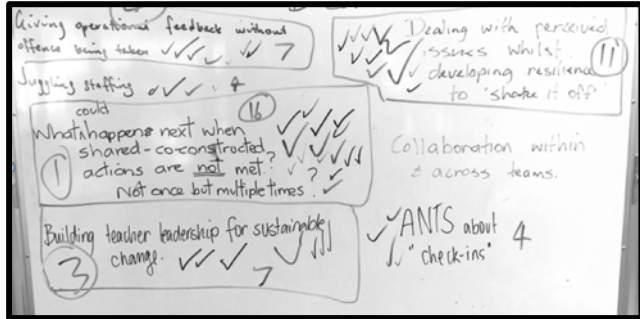 Giving operational feedback without
offence being taken ✓✓✓ ✓✓ 7
Juggling staffing ✓✓✓ ✓ 4
could 16
What happens next when
shared-co-constructed
1 actions are not met?
Not once but multiple times.
Building teacher leadership for sustainable
change. ✓✓✓ ✓
3 7
Dealing with perceived
issues whilst 11
developing resilience
to 'shake it off'
Collaboration within
& across teams.
ANTS about 4
"check-ins"